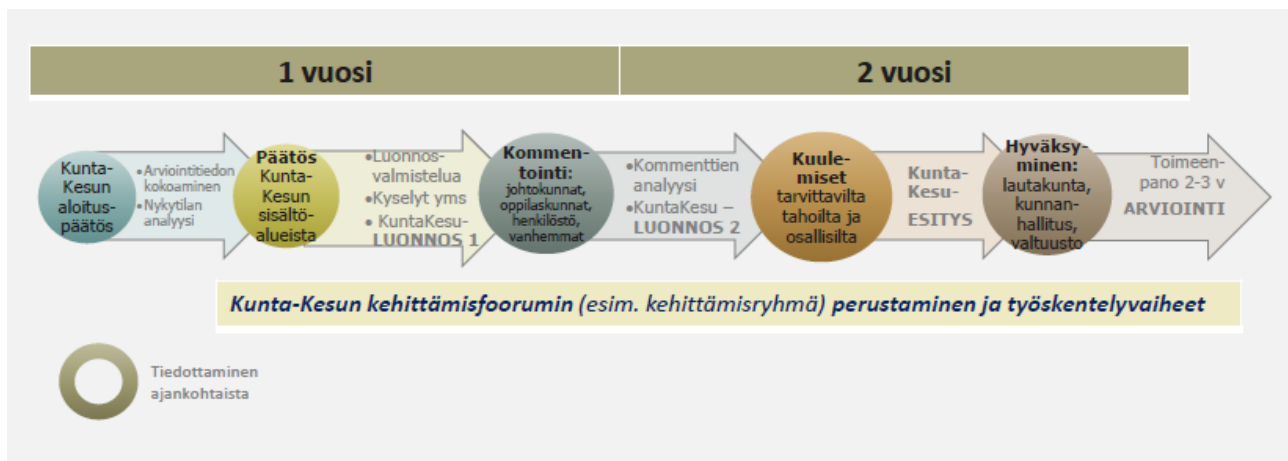 1 vuosi
2 vuosi
Kunta-
Kesun
aloitus-
päätös
•Arviointitiedon
kokoaminen
•Nykytilan
analyysi
Päätös
Kunta-
Kesun
sisältö-
alueista
•Luonnos-
valmistelua
•Kyselyt yms
• KuntaKesu-
LUONNOS 1
Kommen-
tointi:
johtokunnat,
oppilaskunnat,
henkilöstö,
vanhemmat
•Kommenttien
analyysi
•KuntaKesu –
LUONNOS 2
Kuule-
miset
tarvittavilta
tahoilta ja
osallisilta
Kunta-
Kesu-
ESITYS
Hyväksy-
minen:
lautakunta,
kunnan-
hallitus,
valtuusto
Toimeen-
pano 2-3 v
ARVIOINTI
Kunta-Kesun kehittämisfoorumin (esim. kehittämisryhmä) perustaminen ja työskentelyvaiheet
Tiedottaminen
ajankohtaista